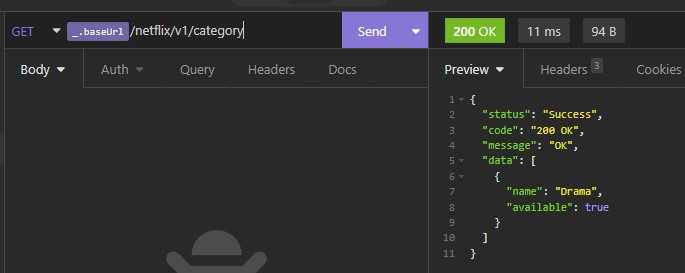 GET _.baseUrl /netflix/v1/category Send 200 OK 11 ms 94 B
Body Auth Query Headers Docs
Preview Headers 3 Cookies
1 {
2 "status": "Success",
3 "code": "200 OK",
4 "message": "OK",
5 "data": [
6 {
7 "name": "Drama",
8 "available": true
9 }
10 ]
11 }